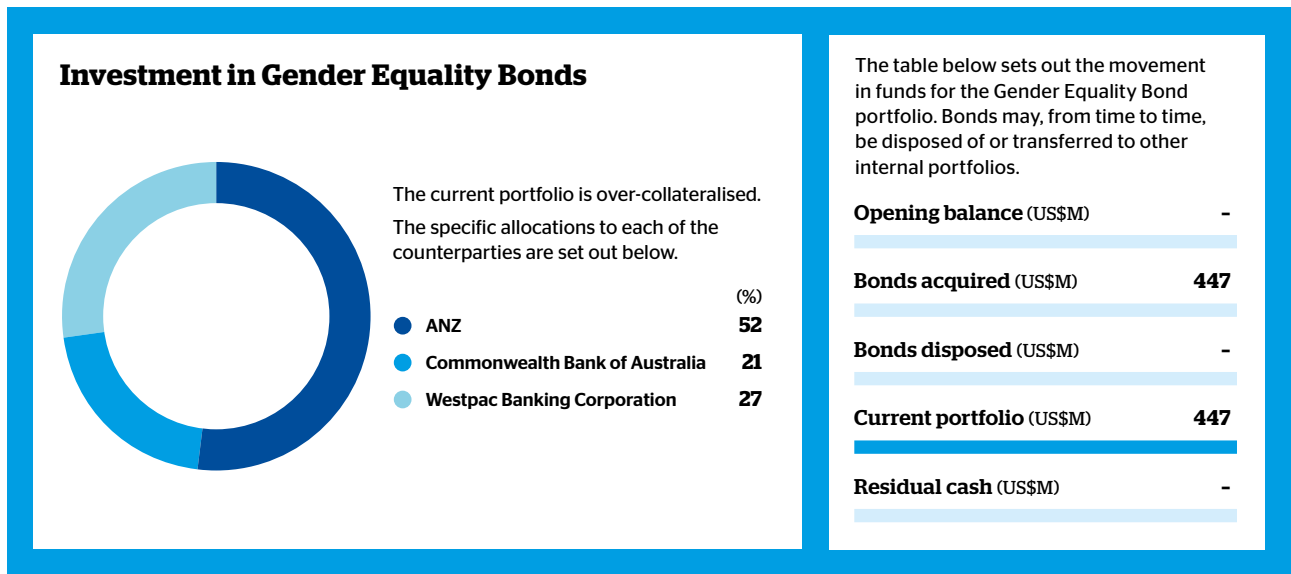 Investment in Gender Equality Bonds
The current portfolio is over-collateralised.
The specific allocations to each of the
counterparties are set out below.
(%)
ANZ 52
Commonwealth Bank of Australia 21
Westpac Banking Corporation 27
The table below sets out the movement
in funds for the Gender Equality Bond
portfolio. Bonds may, from time to time,
be disposed of or transferred to other
internal portfolios.
Opening balance (US$M) –
Bonds acquired (US$M) 447
Bonds disposed (US$M) –
Current portfolio (US$M) 447
Residual cash (US$M) –